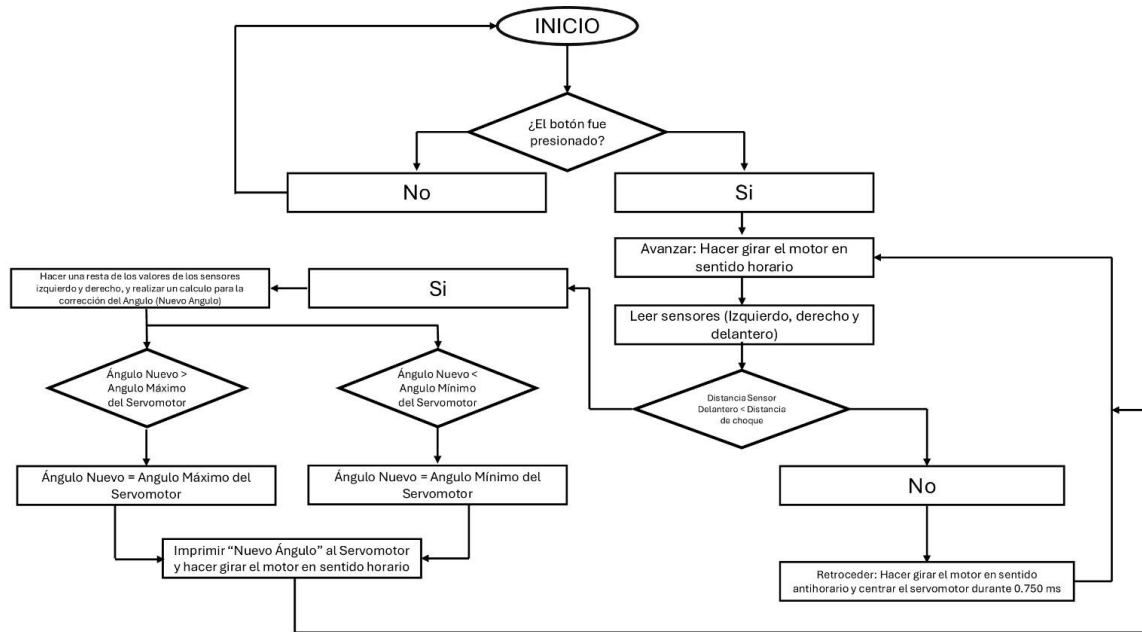 INICIO
¿El botón fue
presionado?
No
Si
Avanzar: Hacer girar el motor en
sentido horario
Hacer una resta de los valores de los sensores
izquierdo y derecho, y realizar un calculo para la
corrección del Angulo (Nuevo Angulo)
Si
Leer sensores (Izquierdo, derecho y
delantero)
Ángulo Nuevo >
Angulo Máximo
del Servomotor
Ángulo Nuevo <
Angulo Mínimo
del Servomotor
Distancia Sensor
Delantero < Distancia
de choque
Ángulo Nuevo = Angulo Máximo del
Servomotor
Ángulo Nuevo = Angulo Mínimo del
Servomotor
No
Imprimir “Nuevo Ángulo” al Servomotor
y hacer girar el motor en sentido horario
Retroceder: Hacer girar el motor en sentido
antihorario y centrar el servomotor durante 0.750 ms